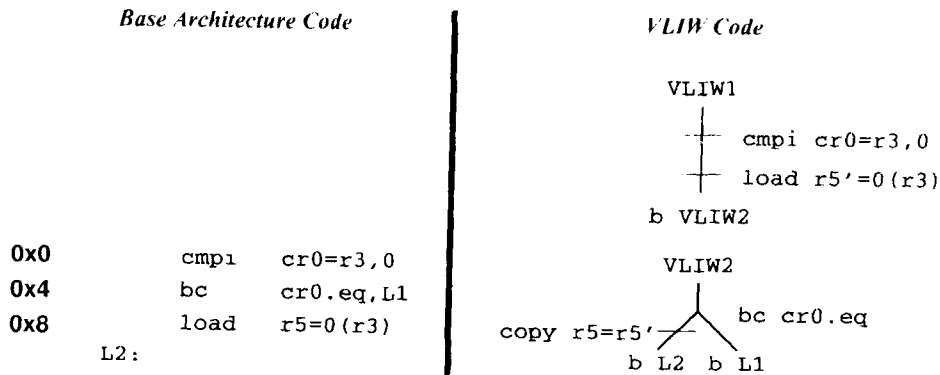 Base Architecture Code
VLIW Code
VLIW1
cmpi cr0=r3,0
load r5'=0(r3)
b VLIW2
0x0 cmpi cr0=r3,0
0x4 bc cr0.eq,L1
0x8 load r5=0(r3)
L2:
VLIW2
bc cr0.eq
copy r5=r5'
b L2 b L1